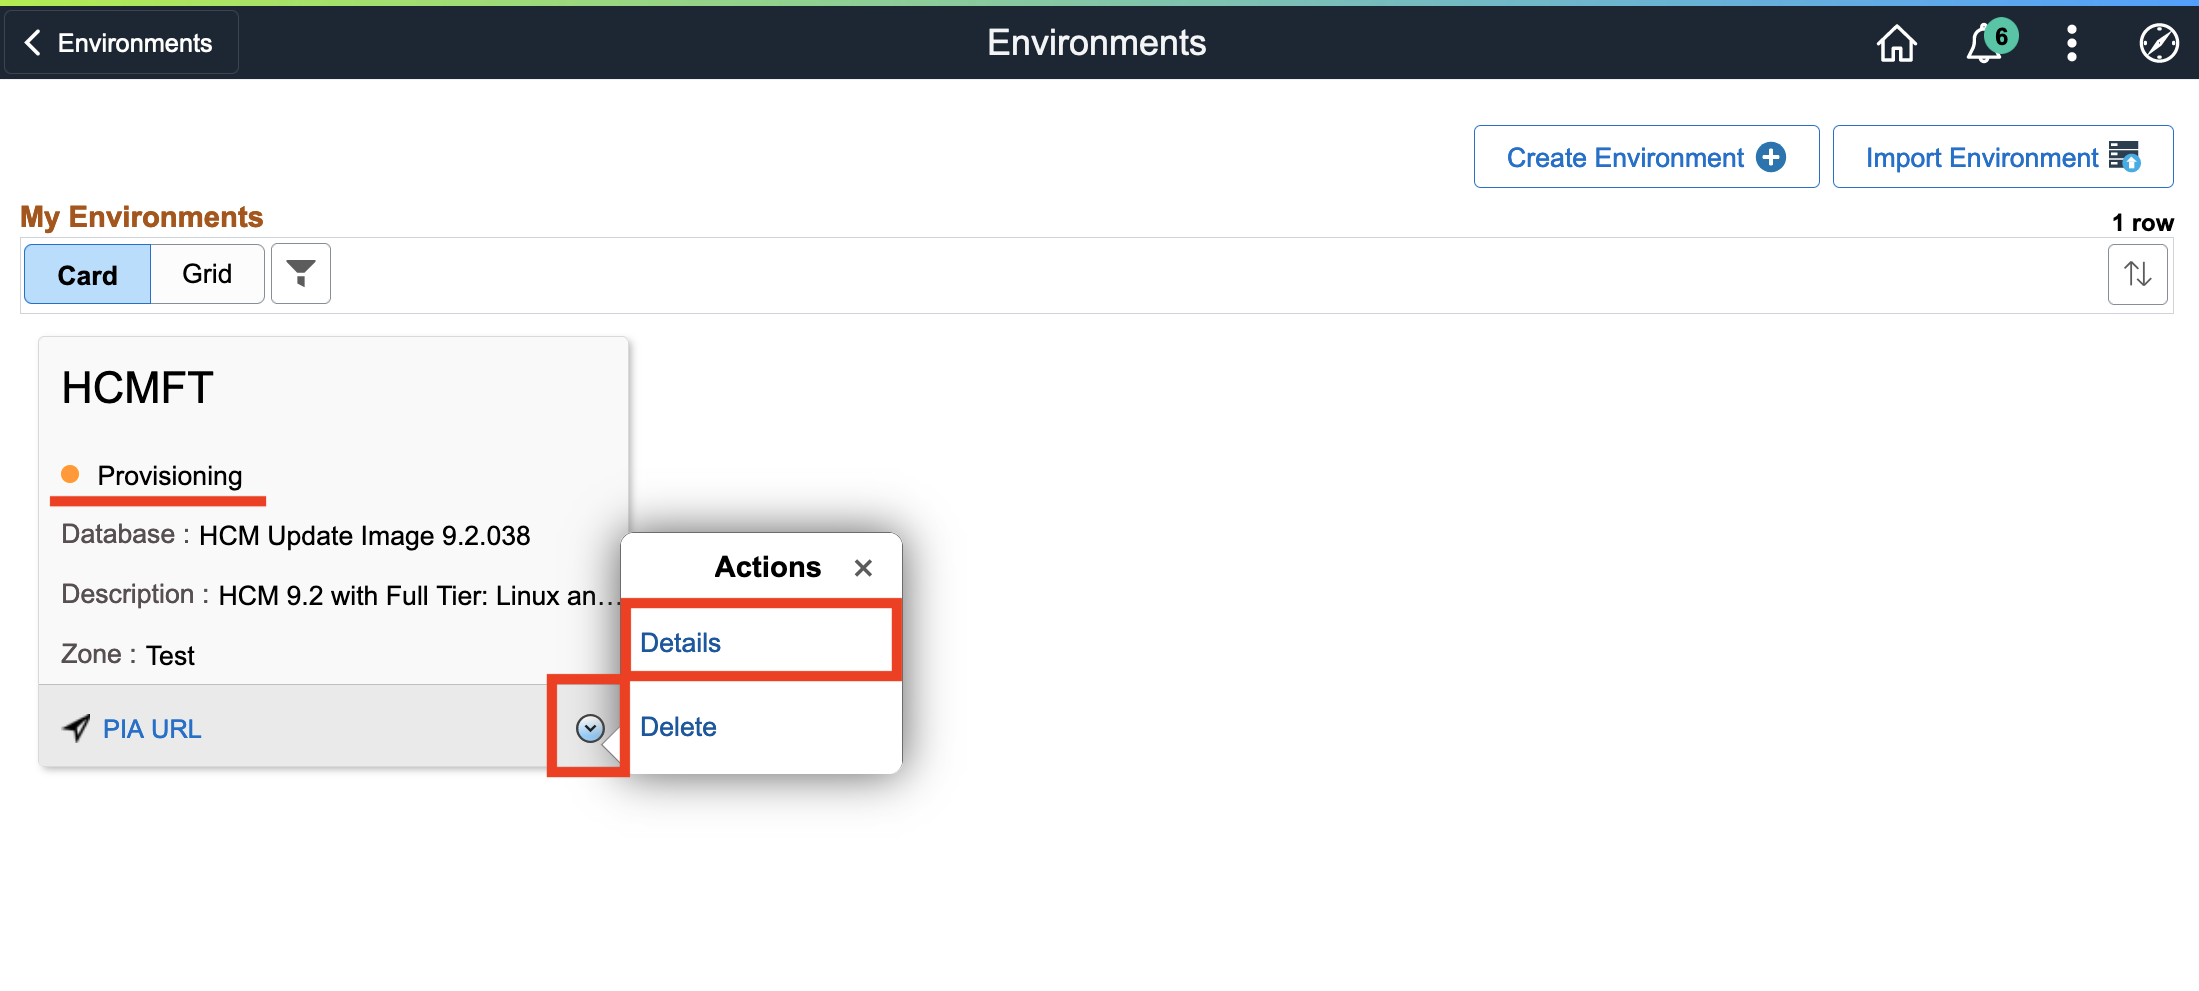 Environments
Environments
6
Create Environment
Import Environment
My Environments
1 row
Card
Grid
HCMFT
Provisioning
Database : HCM Update Image 9.2.038
Description : HCM 9.2 with Full Tier: Linux an...
Zone : Test
PIA URL
Actions
Details
Delete